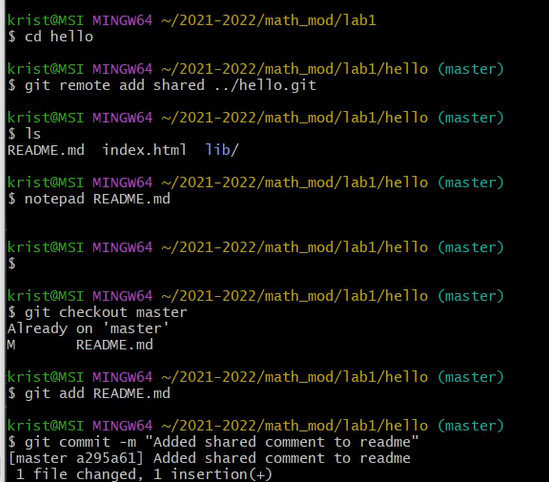 krist@MSI MINGW64 ~/2021-2022/math_mod/lab1
$ cd hello
krist@MSI MINGW64 ~/2021-2022/math_mod/lab1/hello (master)
$ git remote add shared ../hello.git
krist@MSI MINGW64 ~/2021-2022/math_mod/lab1/hello (master)
$ ls
README.md  index.html  lib/
krist@MSI MINGW64 ~/2021-2022/math_mod/lab1/hello (master)
$ notepad README.md
krist@MSI MINGW64 ~/2021-2022/math_mod/lab1/hello (master)
$
krist@MSI MINGW64 ~/2021-2022/math_mod/lab1/hello (master)
$ git checkout master
Already on 'master'
M       README.md
krist@MSI MINGW64 ~/2021-2022/math_mod/lab1/hello (master)
$ git add README.md
krist@MSI MINGW64 ~/2021-2022/math_mod/lab1/hello (master)
$ git commit -m "Added shared comment to readme"
[master a295a61] Added shared comment to readme
 1 file changed, 1 insertion(+)